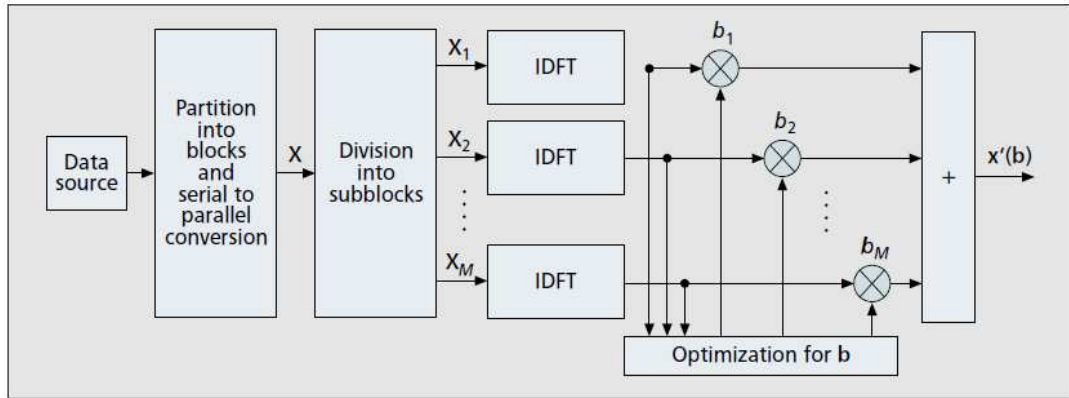 Data
source
Partition
into
blocks
and
serial to
parallel
conversion
X
Division
into
subblocks
X1
X2
XM
IDFT
IDFT
IDFT
b1
b2
bM
Optimization for b
+
x'(b)